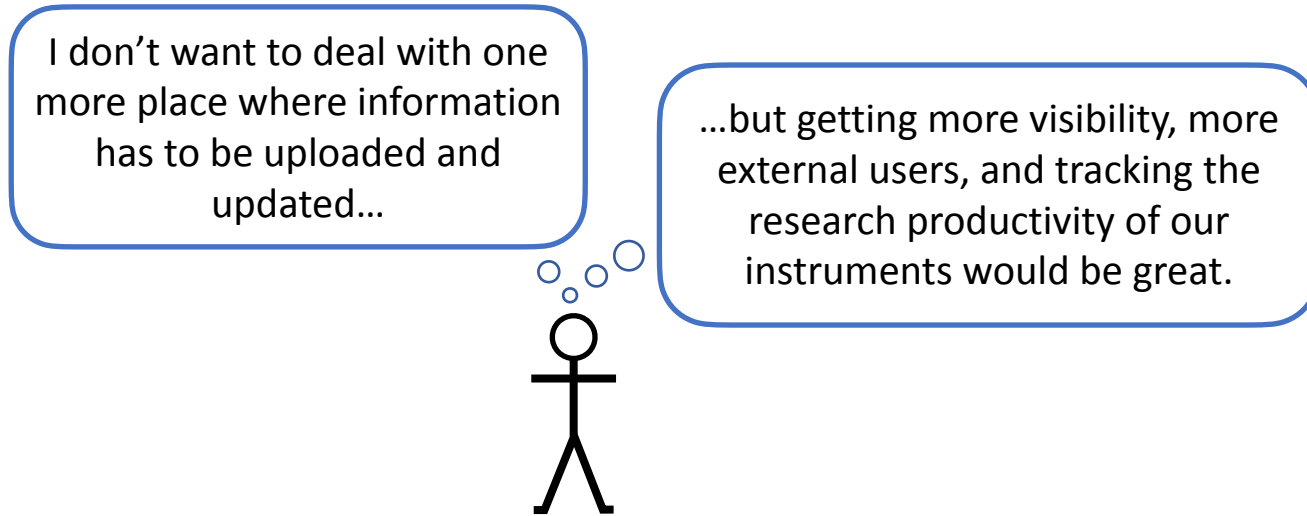 I don’t want to deal with one
more place where information
has to be uploaded and
updated…
…but getting more visibility, more
external users, and tracking the
research productivity of our
instruments would be great.